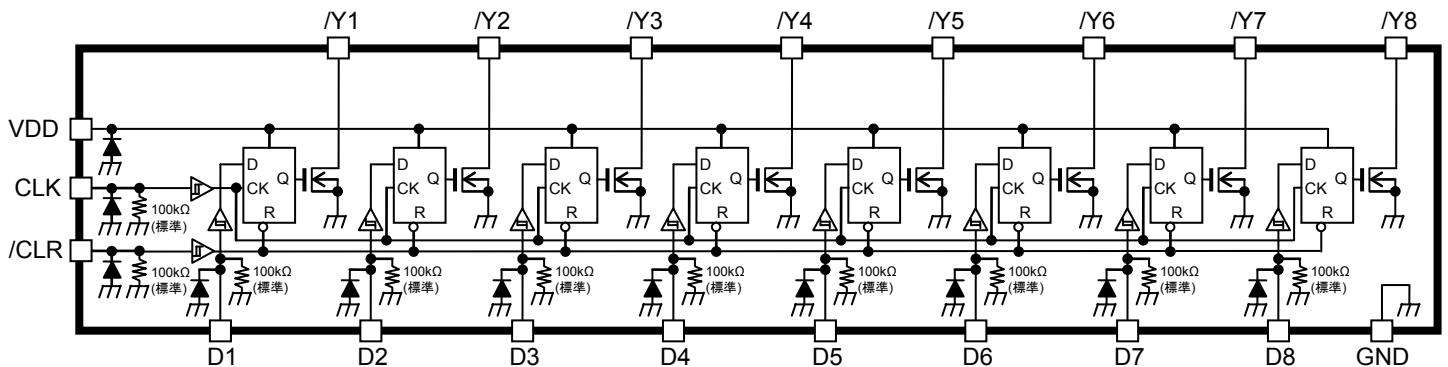 /Y1 /Y2 /Y3 /Y4 /Y5 /Y6 /Y7 /Y8
VDD
D D D D D D D D
Q Q Q Q Q Q Q Q
CLK
CK CK CK CK CK CK CK CK
100kΩ
(標準)
R R R R R R R R
/CLR
100kΩ 100kΩ 100kΩ 100kΩ 100kΩ 100kΩ 100kΩ 100kΩ 100kΩ
(標準) (標準) (標準) (標準) (標準) (標準) (標準) (標準) (標準)
D1 D2 D3 D4 D5 D6 D7 D8 GND